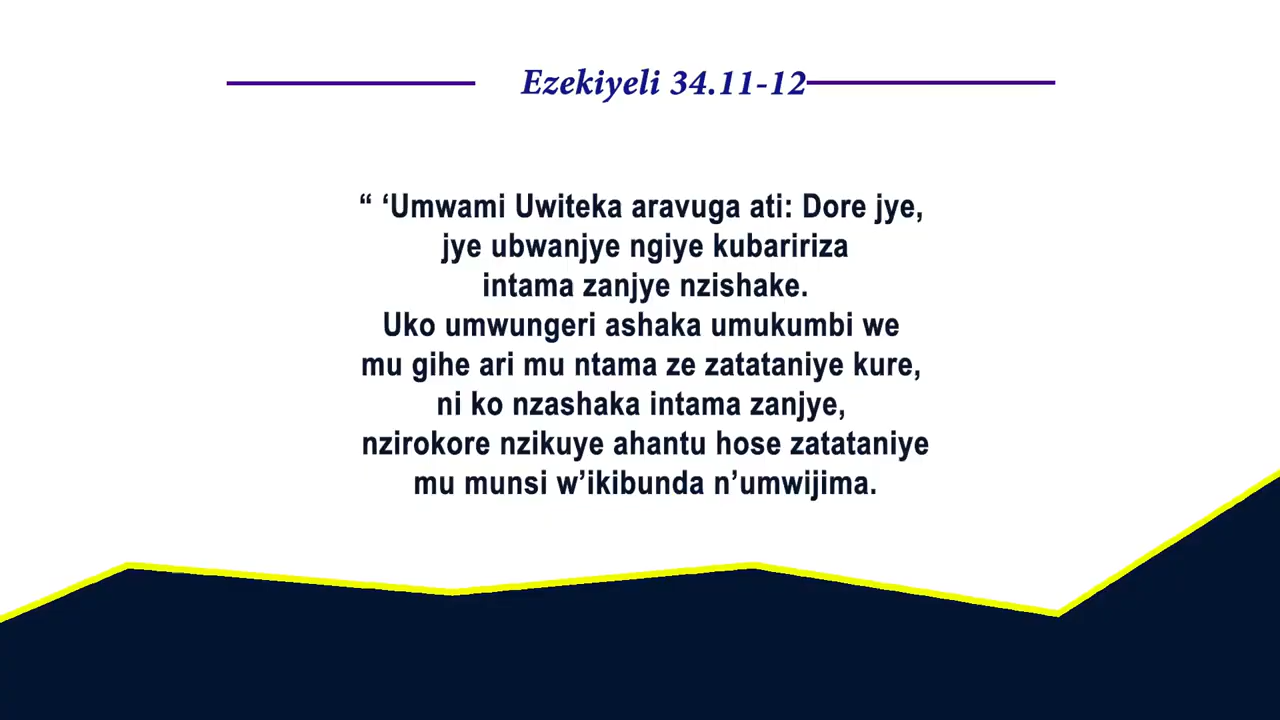 Ezekiyeli 34.11-12
“ ‘Umwami Uwiteka aravuga ati: Dore jye,
jye ubwanjye ngiye kubaririza
intama zanjye nzishake.
Uko umwungeri ashaka umukumbi we
mu gihe ari mu ntama ze zatataniye kure,
ni ko nzashaka intama zanjye,
nzirokore nzikuye ahantu hose zatataniye
mu munsi w’ikibunda n’umwijima.